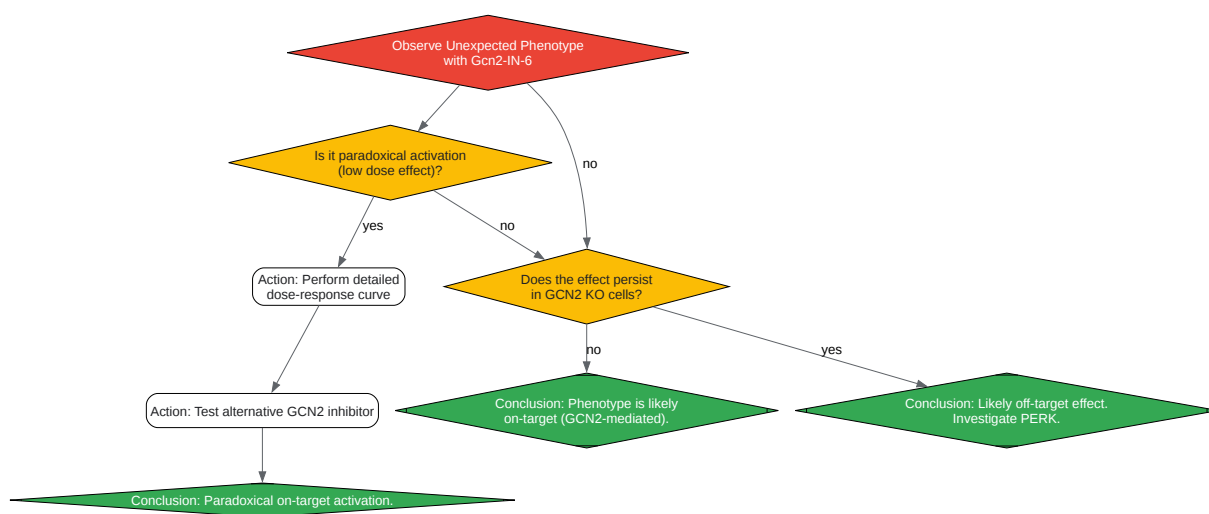 Observe Unexpected Phenotype
with Gcn2-IN-6
Is it paradoxical activation
(low dose effect)?
no
yes
no
Action: Perform detailed
dose-response curve
Does the effect persist
in GCN2 KO cells?
no
yes
Action: Test alternative GCN2 inhibitor
Conclusion: Phenotype is likely
on-target (GCN2-mediated).
Conclusion: Likely off-target effect.
Investigate PERK.
Conclusion: Paradoxical on-target activation.